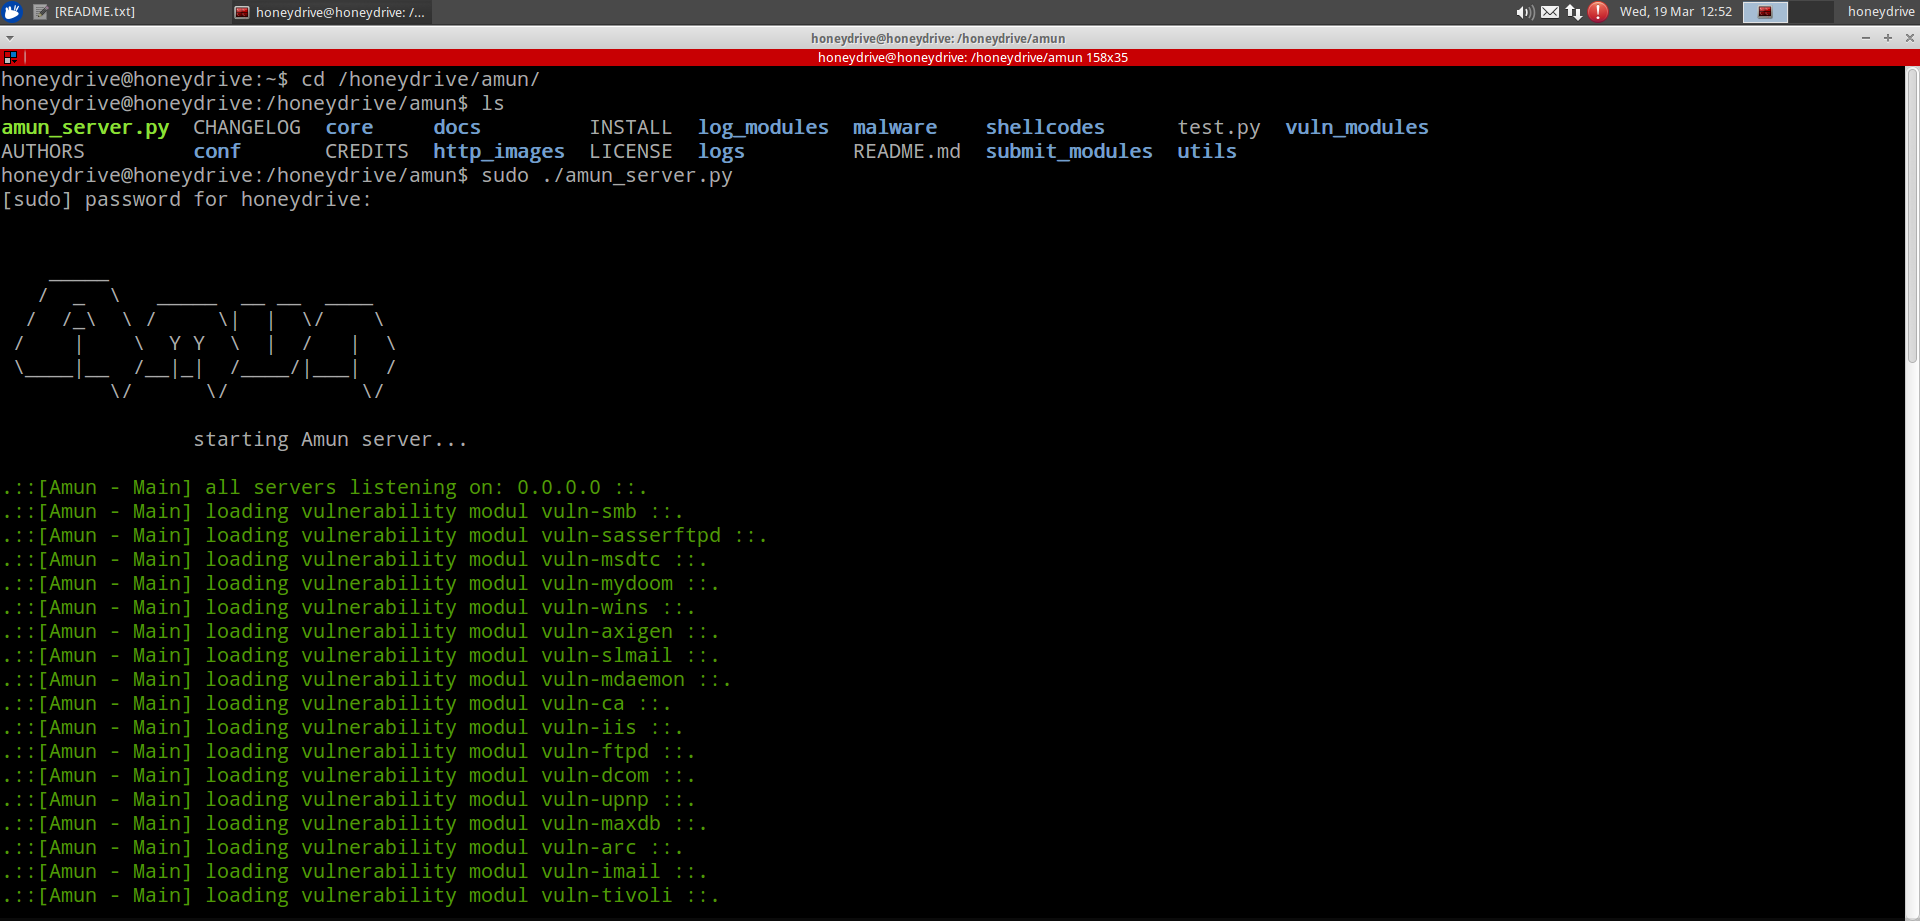 [README.txt] honeydrive@honeydrive: /... Wed, 19 Mar 12:52 honeydrive
honeydrive@honeydrive: /honeydrive/amun
honeydrive@honeydrive: /honeydrive/amun 158x35
honeydrive@honeydrive:~$ cd /honeydrive/amun/
honeydrive@honeydrive:/honeydrive/amun$ ls
amun_server.py CHANGELOG core docs INSTALL log_modules malware shellcodes test.py vuln_modules
AUTHORS conf CREDITS http_images LICENSE logs README.md submit_modules utils
honeydrive@honeydrive:/honeydrive/amun$ sudo ./amun_server.py
[sudo] password for honeydrive:
Amun
starting Amun server...
.::[Amun - Main] all servers listening on: 0.0.0.0 ::.
.::[Amun - Main] loading vulnerability modul vuln-smb ::.
.::[Amun - Main] loading vulnerability modul vuln-sasserftpd ::.
.::[Amun - Main] loading vulnerability modul vuln-msdtc ::.
.::[Amun - Main] loading vulnerability modul vuln-mydoom ::.
.::[Amun - Main] loading vulnerability modul vuln-wins ::.
.::[Amun - Main] loading vulnerability modul vuln-axigen ::.
.::[Amun - Main] loading vulnerability modul vuln-slmail ::.
.::[Amun - Main] loading vulnerability modul vuln-mdaemon ::.
.::[Amun - Main] loading vulnerability modul vuln-ca ::.
.::[Amun - Main] loading vulnerability modul vuln-iis ::.
.::[Amun - Main] loading vulnerability modul vuln-ftpd ::.
.::[Amun - Main] loading vulnerability modul vuln-dcom ::.
.::[Amun - Main] loading vulnerability modul vuln-upnp ::.
.::[Amun - Main] loading vulnerability modul vuln-maxdb ::.
.::[Amun - Main] loading vulnerability modul vuln-arc ::.
.::[Amun - Main] loading vulnerability modul vuln-imail ::.
.::[Amun - Main] loading vulnerability modul vuln-tivoli ::.